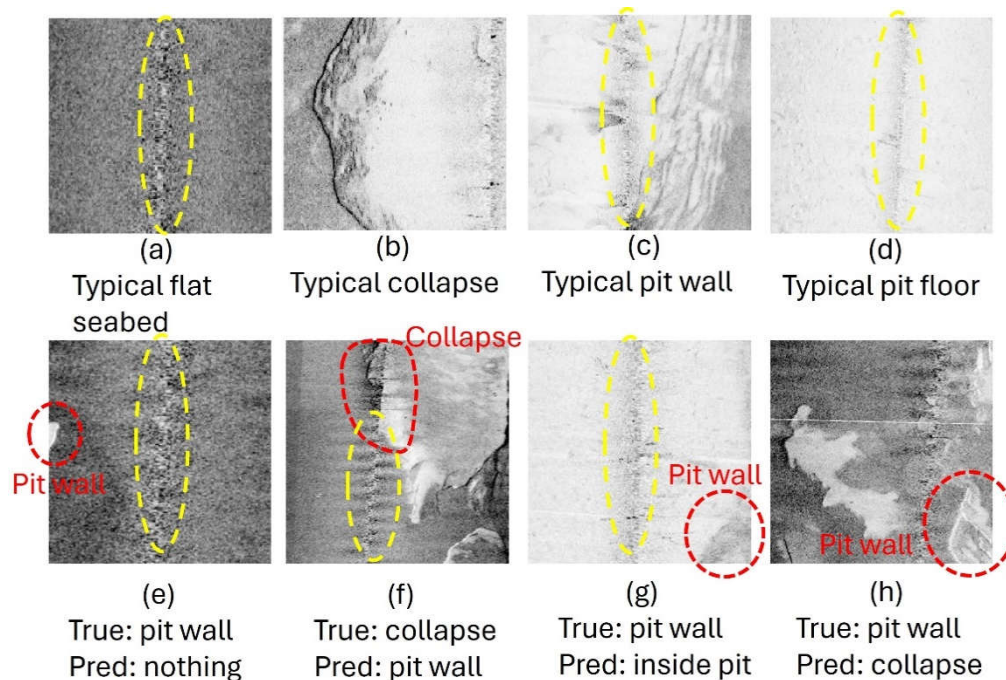 (a)
Typical flat
seabed
(b)
Typical collapse
(c)
Typical pit wall
(d)
Typical pit floor
Pit wall
(e)
True: pit wall
Pred: nothing
Collapse
(f)
True: collapse
Pred: pit wall
Pit wall
(g)
True: pit wall
Pred: inside pit
Pit wall
(h)
True: pit wall
Pred: collapse